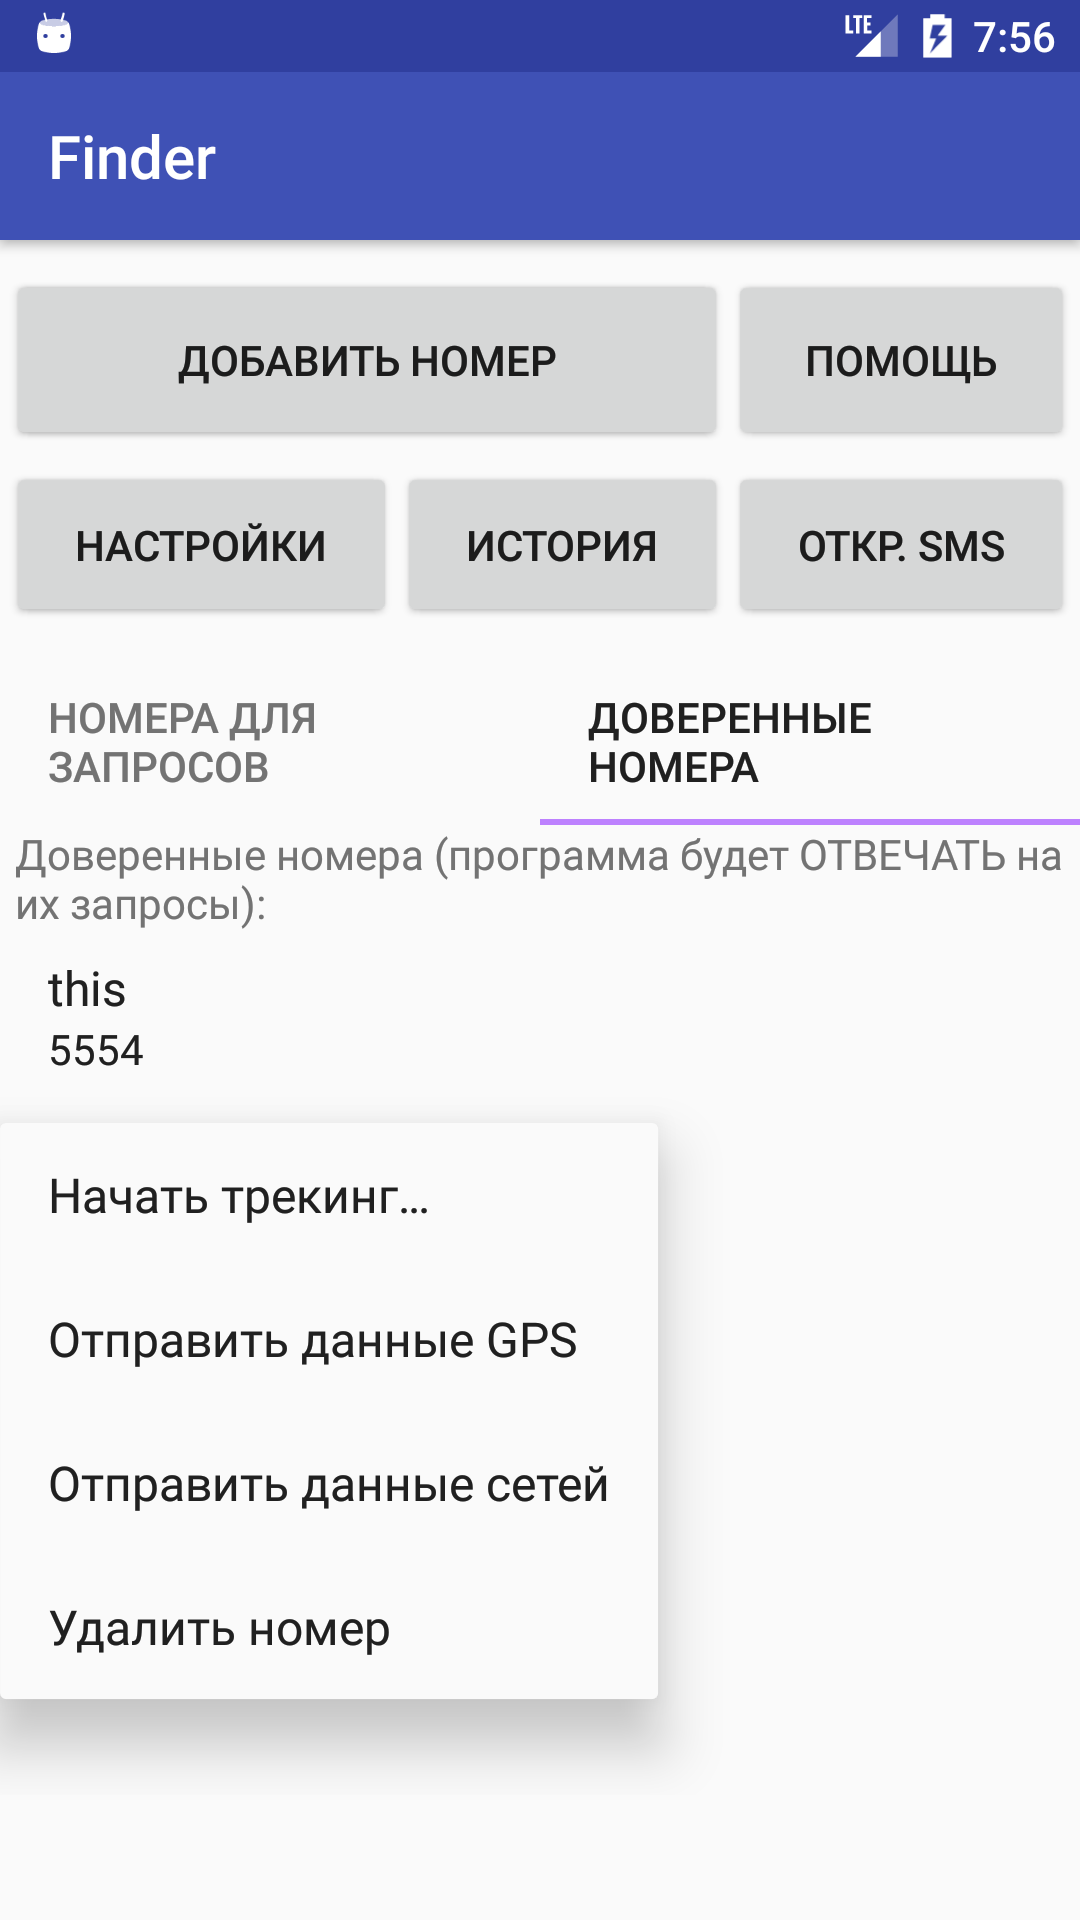 LTE 7:56
Finder
ДОБАВИТЬ НОМЕР ПОМОЩЬ
НАСТРОЙКИ ИСТОРИЯ ОТКР. SMS
НОМЕРА ДЛЯ
ЗАПРОСОВ
ДОВЕРЕННЫЕ
НОМЕРА
Доверенные номера (программа будет ОТВЕЧАТЬ на
их запросы):
this
5554
Начать трекинг...
Отправить данные GPS
Отправить данные сетей
Удалить номер